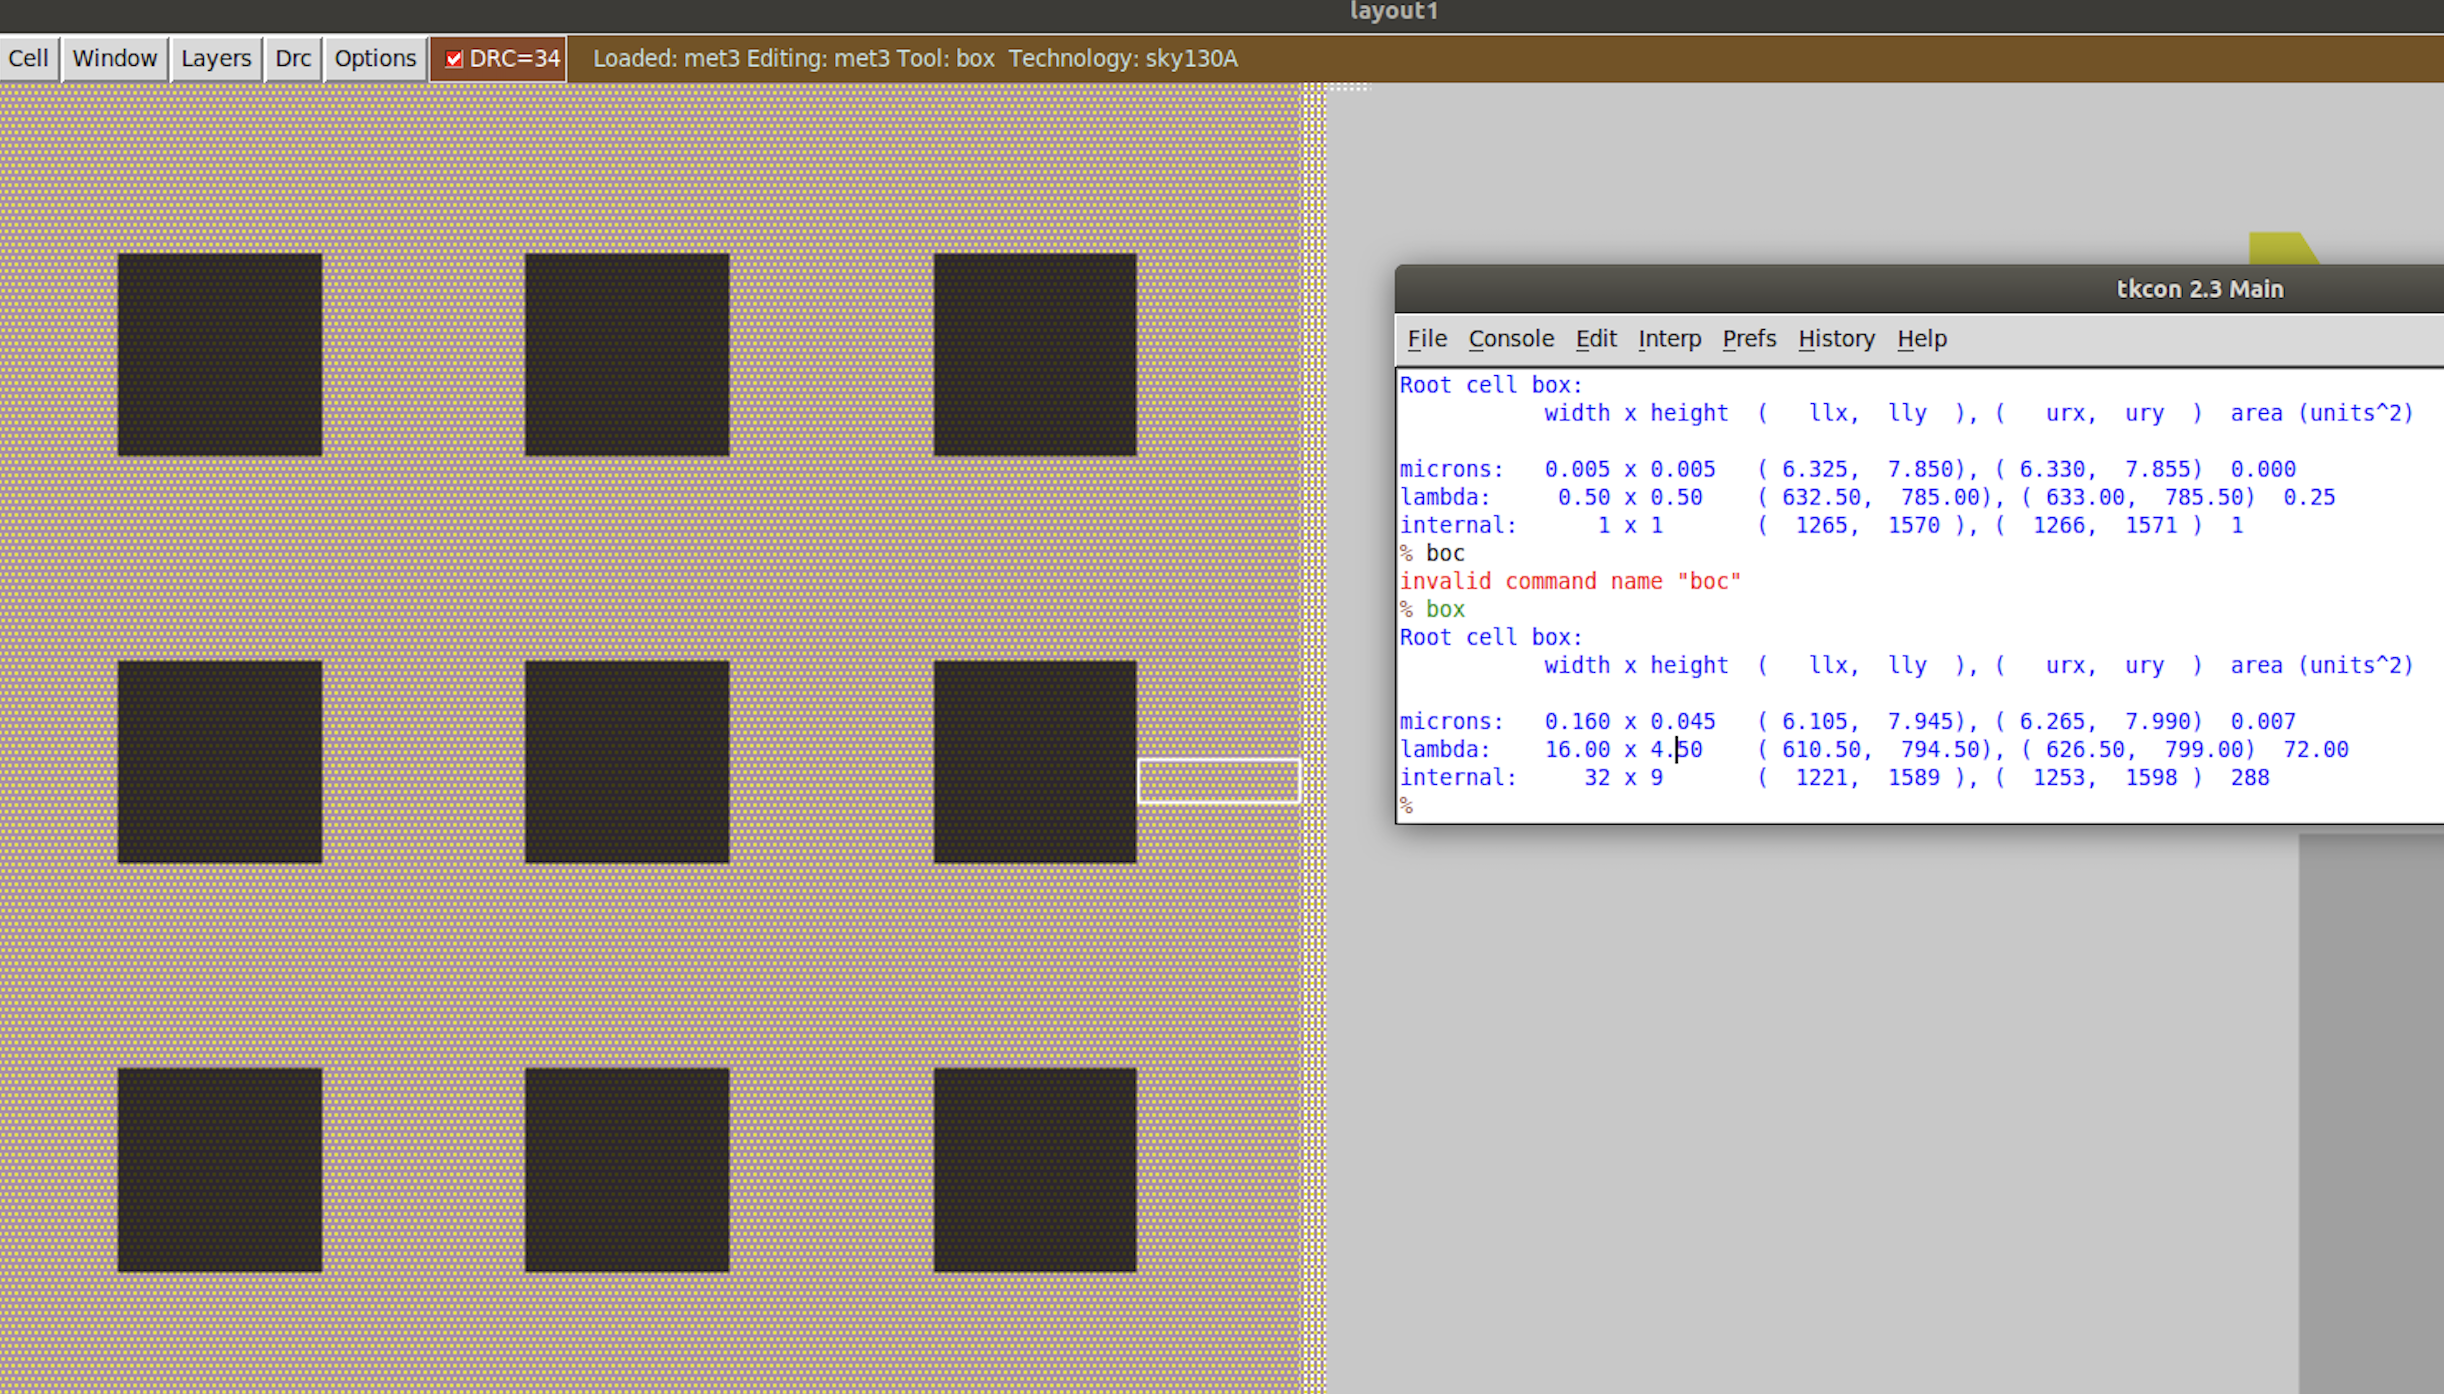 layout1
Cell Window Layers Drc Options DRC=34 Loaded: met3 Editing: met3 Tool: box Technology: sky130A
tkcon 2.3 Main
File Console Edit Interp Prefs History Help
Root cell box:
width x height ( llx, lly ), ( urx, ury ) area (units^2)
microns: 0.005 x 0.005 ( 6.325, 7.850), ( 6.330, 7.855) 0.000
lambda: 0.50 x 0.50 ( 632.50, 785.00), ( 633.00, 785.50) 0.25
internal: 1 x 1 ( 1265, 1570 ), ( 1266, 1571 ) 1
% boc
invalid command name "boc"
% box
Root cell box:
width x height ( llx, lly ), ( urx, ury ) area (units^2)
microns: 0.160 x 0.045 ( 6.105, 7.945), ( 6.265, 7.990) 0.007
lambda: 16.00 x 4.50 ( 610.50, 794.50), ( 626.50, 799.00) 72.00
internal: 32 x 9 ( 1221, 1589 ), ( 1253, 1598 ) 288
%